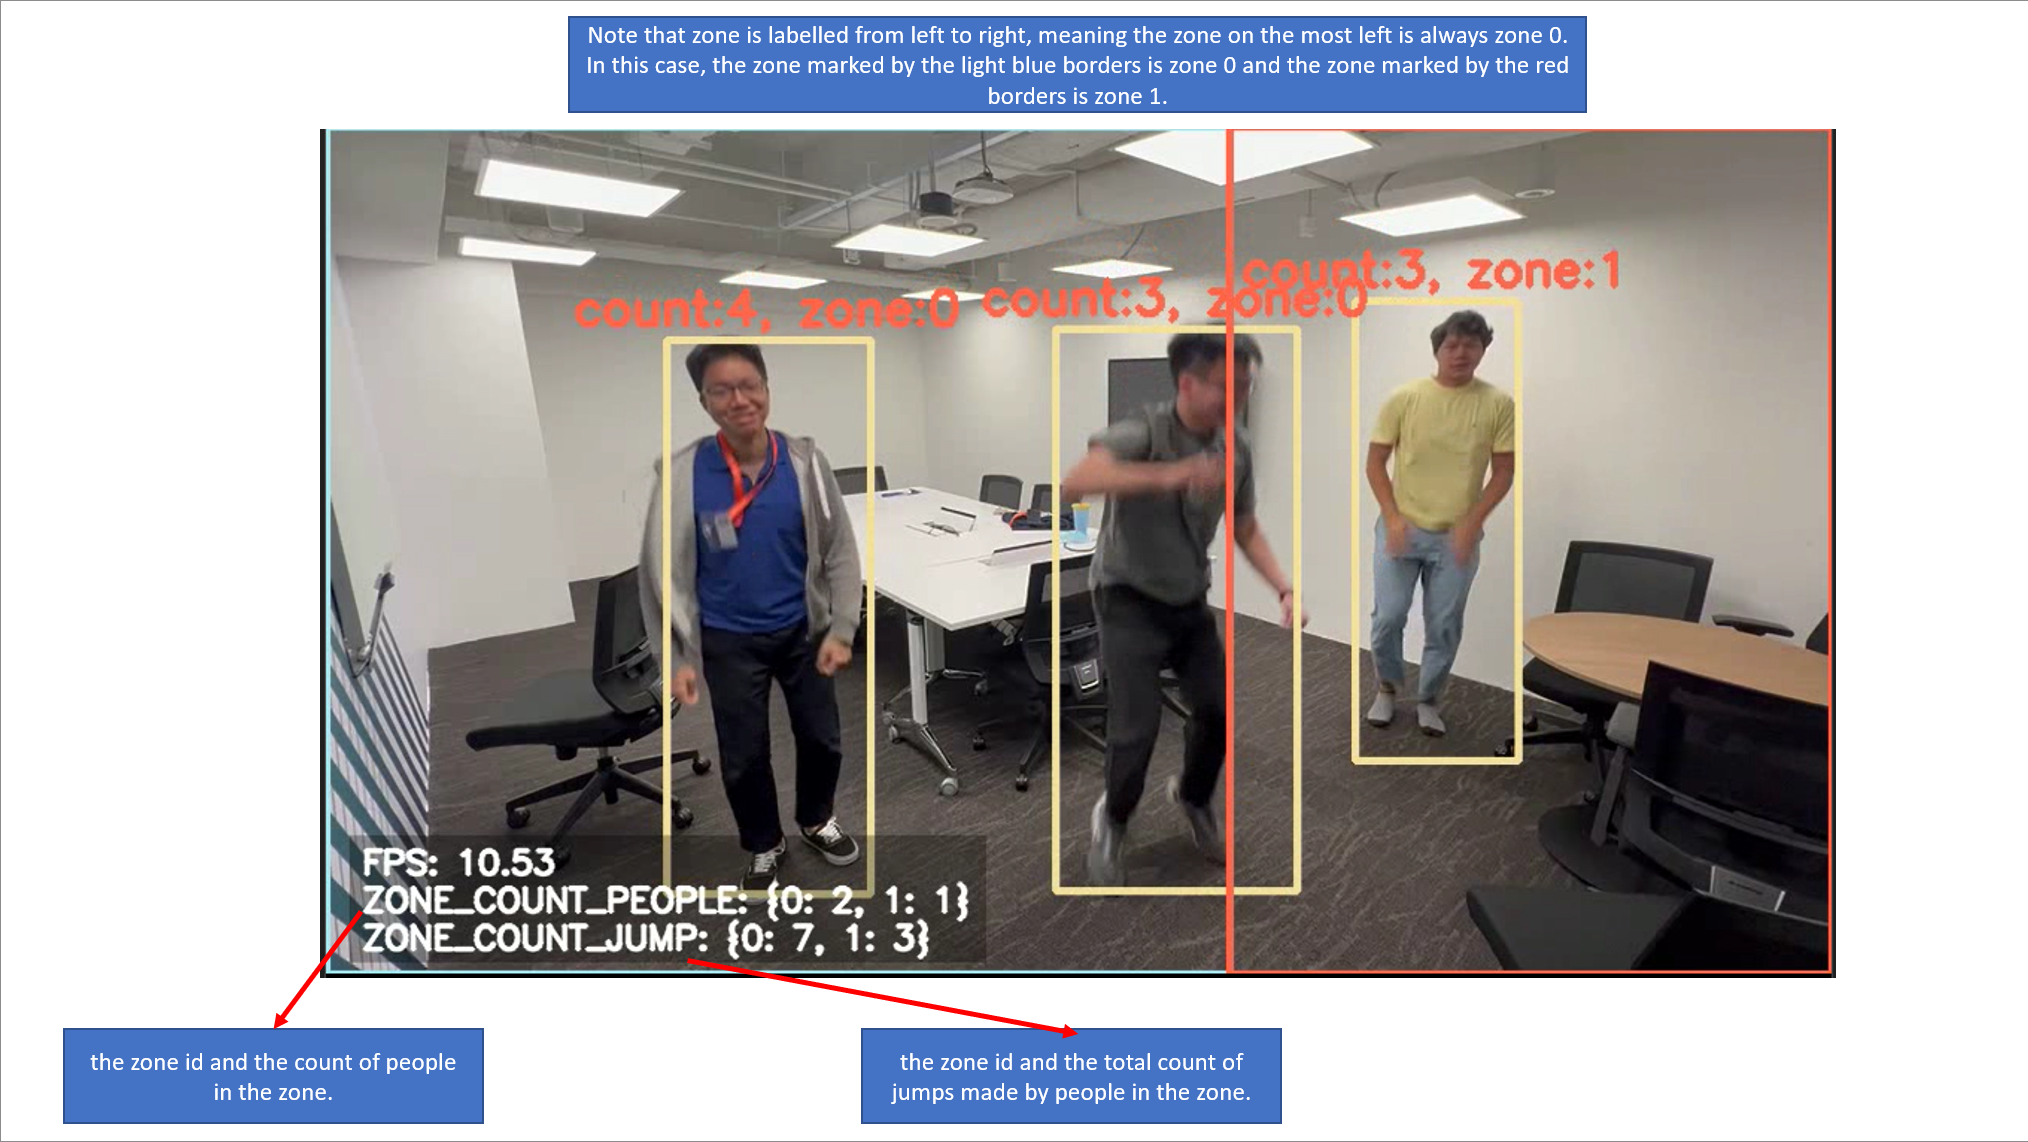 Note that zone is labelled from left to right, meaning the zone on the most left is always zone 0.
In this case, the zone marked by the light blue borders is zone 0 and the zone marked by the red
borders is zone 1.
count:4, zone:0
count:3, zone:0
count:3, zone:1
FPS: 10.53
ZONE_COUNT_PEOPLE: {0: 2, 1: 1}
ZONE_COUNT_JUMP: {0: 7, 1: 3}
the zone id and the count of people
in the zone.
the zone id and the total count of
jumps made by people in the zone.